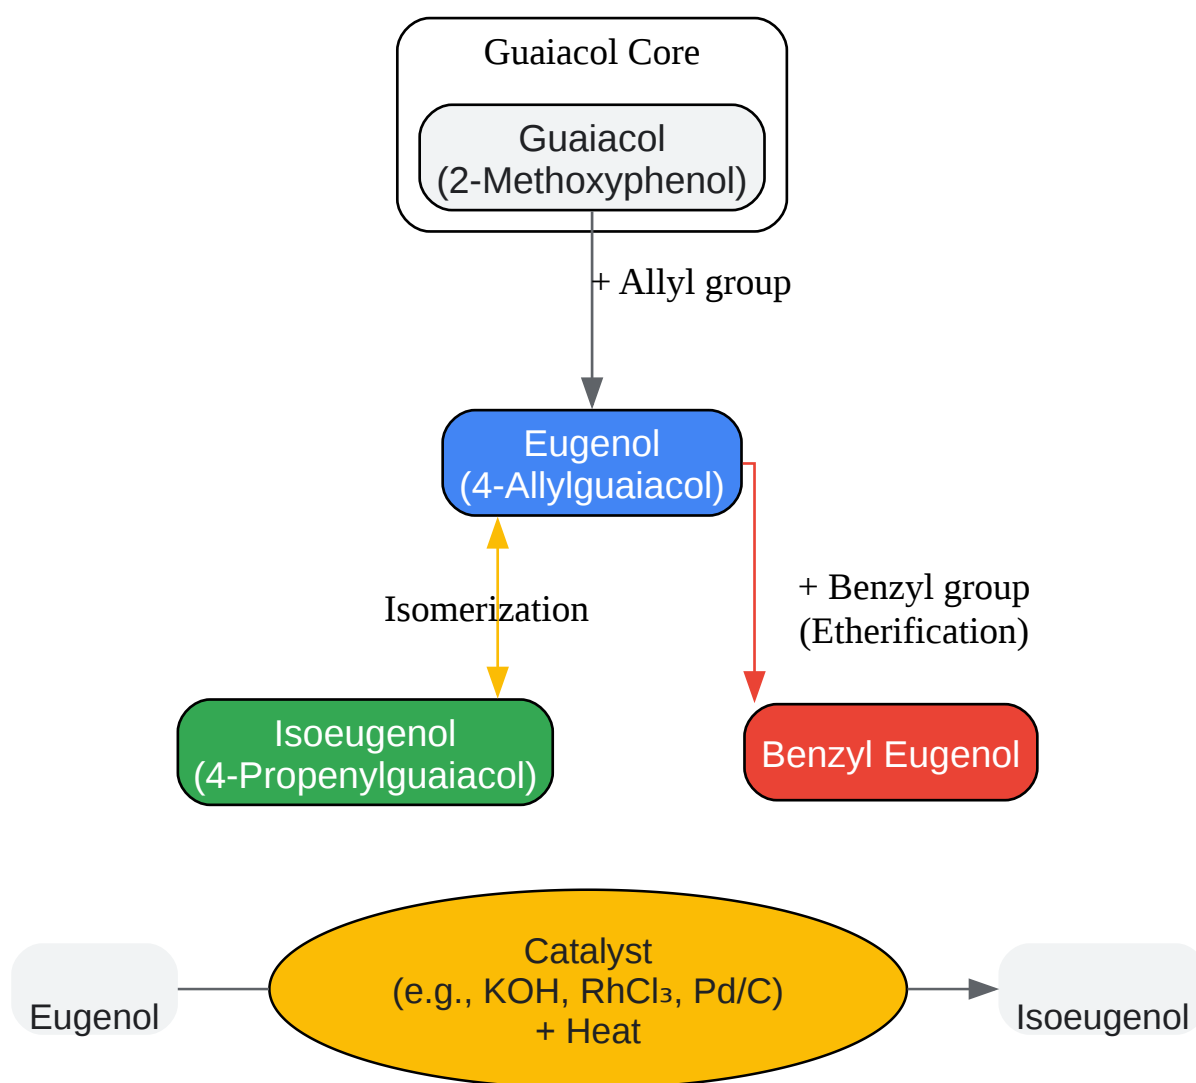 Guaiacol Core
Guaiacol
(2-Methoxyphenol)
+ Allyl group
Eugenol
(4-Allylguaiacol)
+ Benzyl group
(Etherification)
Isomerization
Isoeugenol
(4-Propenylguaiacol)
Benzyl Eugenol
Catalyst
(e.g., KOH, RhCl₃, Pd/C)
+ Heat
Eugenol
Isoeugenol